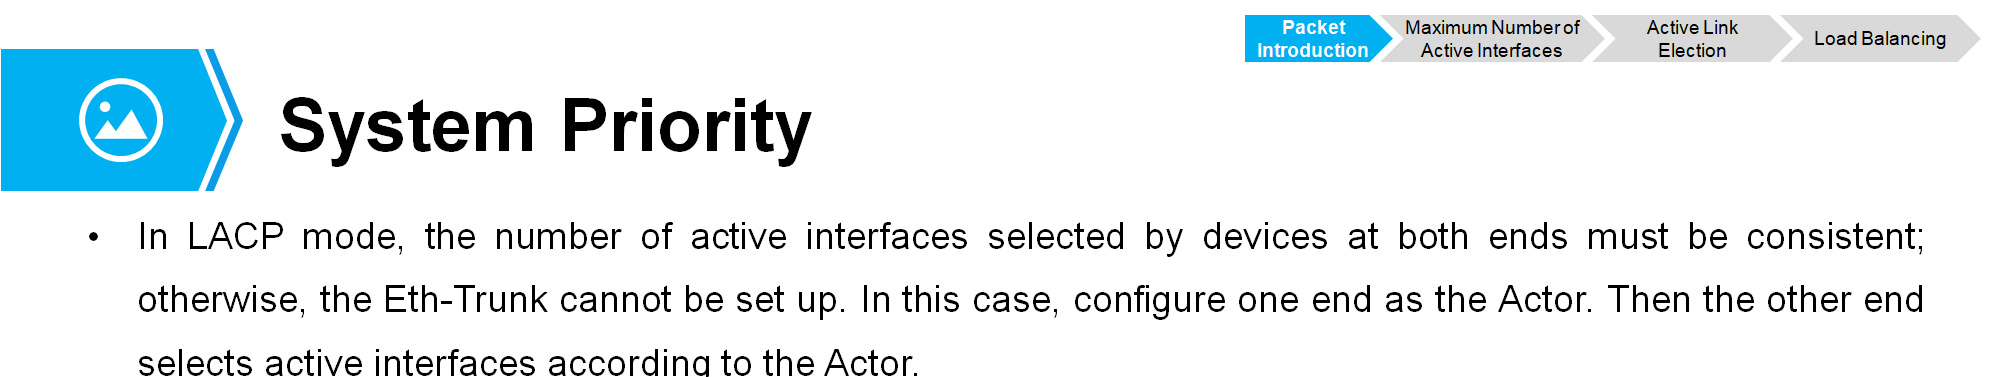 Packet
Introduction
Maximum Number of
Active Interfaces
Active Link
Election
Load Balancing
System Priority
• In LACP mode, the number of active interfaces selected by devices at both ends must be consistent;
otherwise, the Eth-Trunk cannot be set up. In this case, configure one end as the Actor. Then the other end
selects active interfaces according to the Actor.